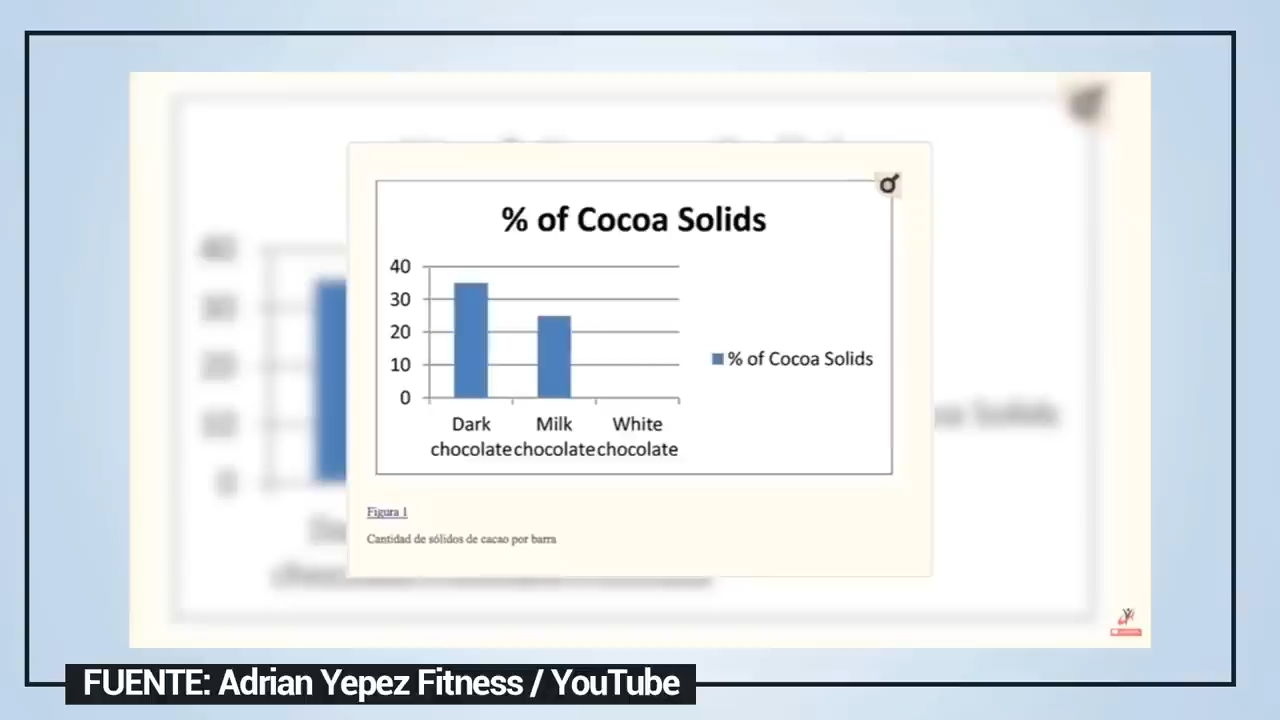 % of Cocoa Solids
40
30
20
10
0
% of Cocoa Solids
Dark chocolate
Milk chocolate
White chocolate
Figura 1
Cantidad de sólidos de cacao por barra
FUENTE: Adrian Yepez Fitness / YouTube